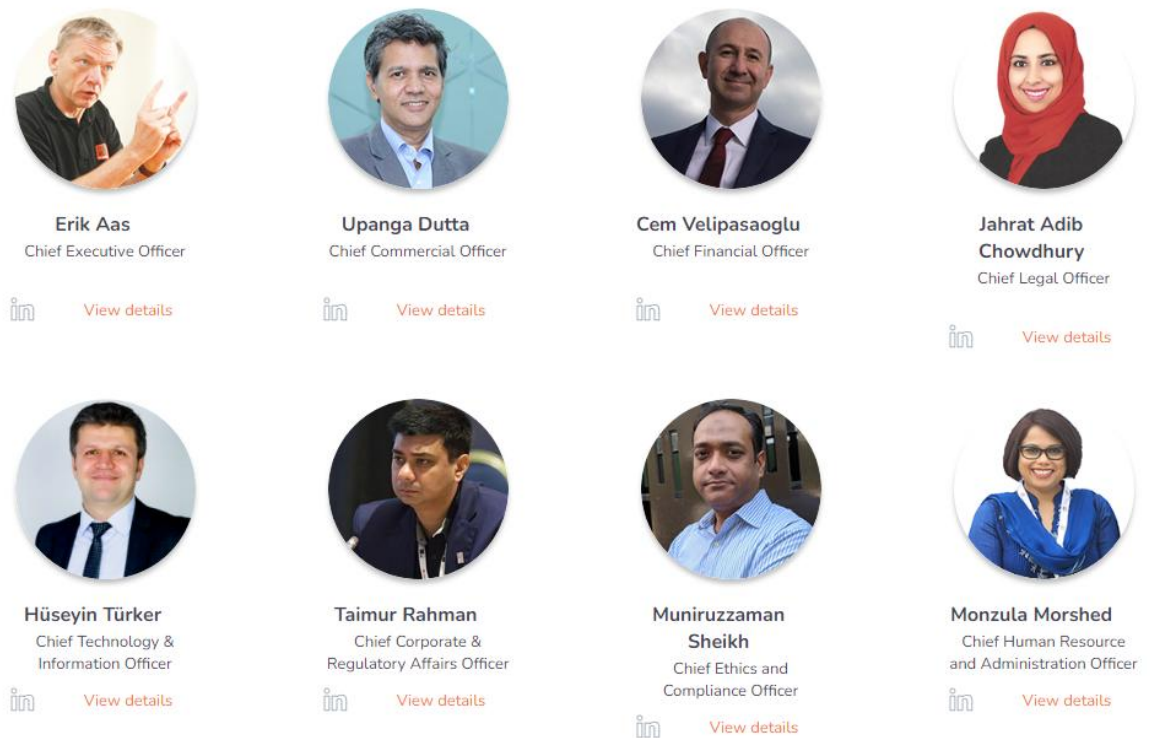 Erik Aas
Chief Executive Officer
in View details
Upanga Dutta
Chief Commercial Officer
in View details
Cem Velipasaoglu
Chief Financial Officer
in View details
Jahrat Adib
Chowdhury
Chief Legal Officer
in View details
Hüseyin Türker
Chief Technology &
Information Officer
in View details
Taimur Rahman
Chief Corporate &
Regulatory Affairs Officer
in View details
Muniruzzaman
Sheikh
Chief Ethics and
Compliance Officer
in View details
Monzula Morshed
Chief Human Resource
and Administration Officer
in View details